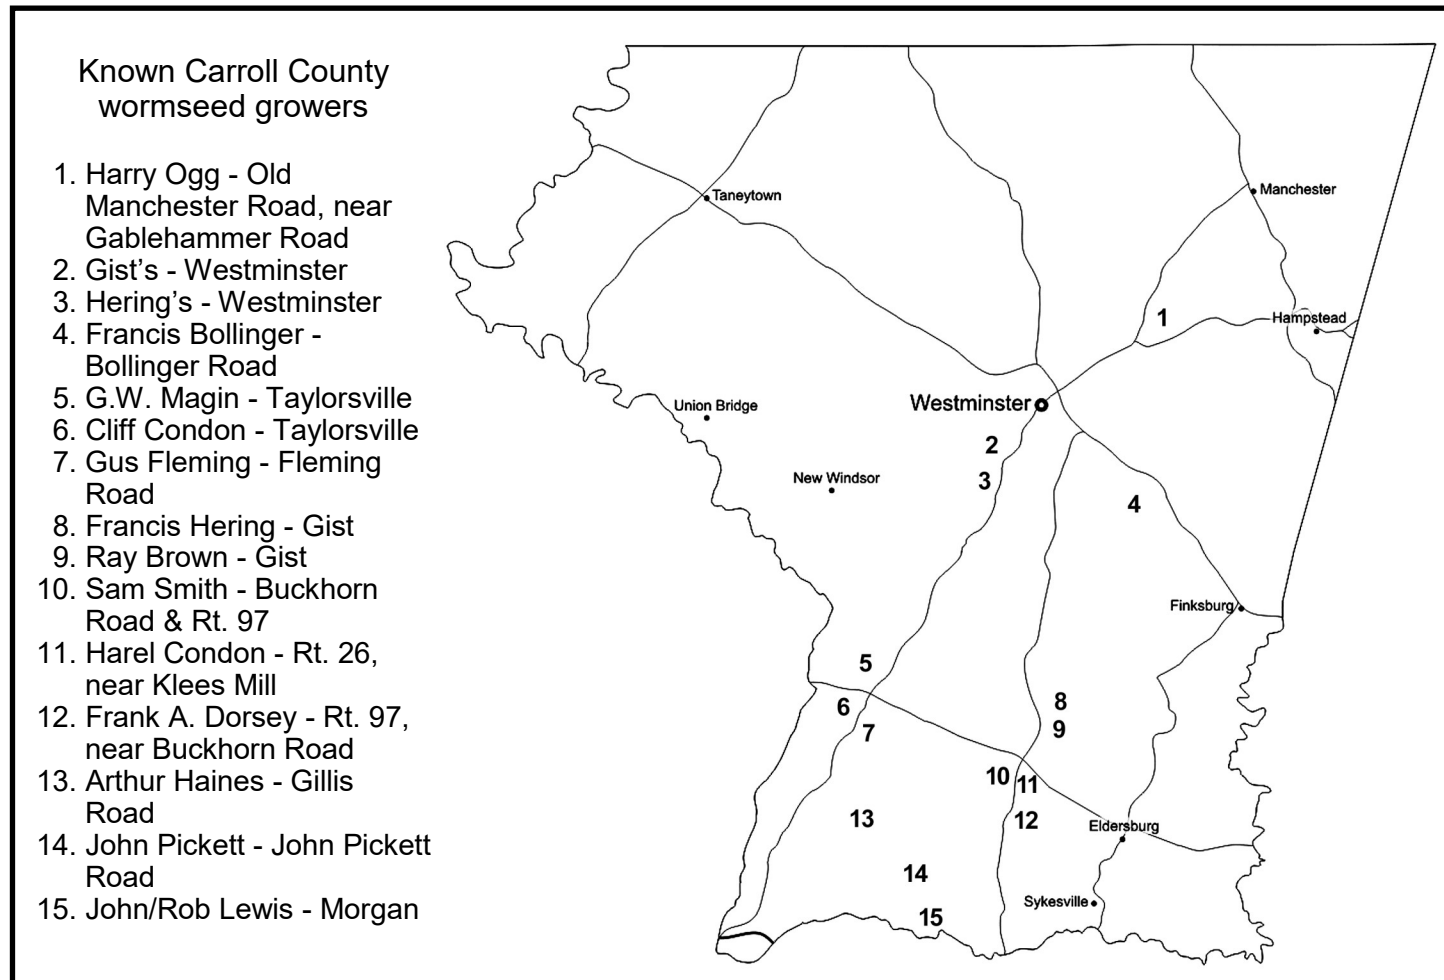 Known Carroll County
wormseed growers
1. Harry Ogg - Old
Manchester Road, near
Gablehammer Road
2. Gist's - Westminster
3. Hering's - Westminster
4. Francis Bollinger -
Bollinger Road
5. G.W. Magin - Taylorsville
6. Cliff Condon - Taylorsville
7. Gus Fleming - Fleming
Road
8. Francis Hering - Gist
9. Ray Brown - Gist
10. Sam Smith - Buckhorn
Road & Rt. 97
11. Harel Condon - Rt. 26,
near Klees Mill
12. Frank A. Dorsey - Rt. 97,
near Buckhorn Road
13. Arthur Haines - Gillis
Road
14. John Pickett - John Pickett
Road
15. John/Rob Lewis - Morgan
Taneytown
Manchester
1
Hampstead
Union Bridge
Westminster
2
New Windsor
3
4
Finksburg
5
6
7
8
9
10
11
12
13
Eldersburg
14
Sykesville
15